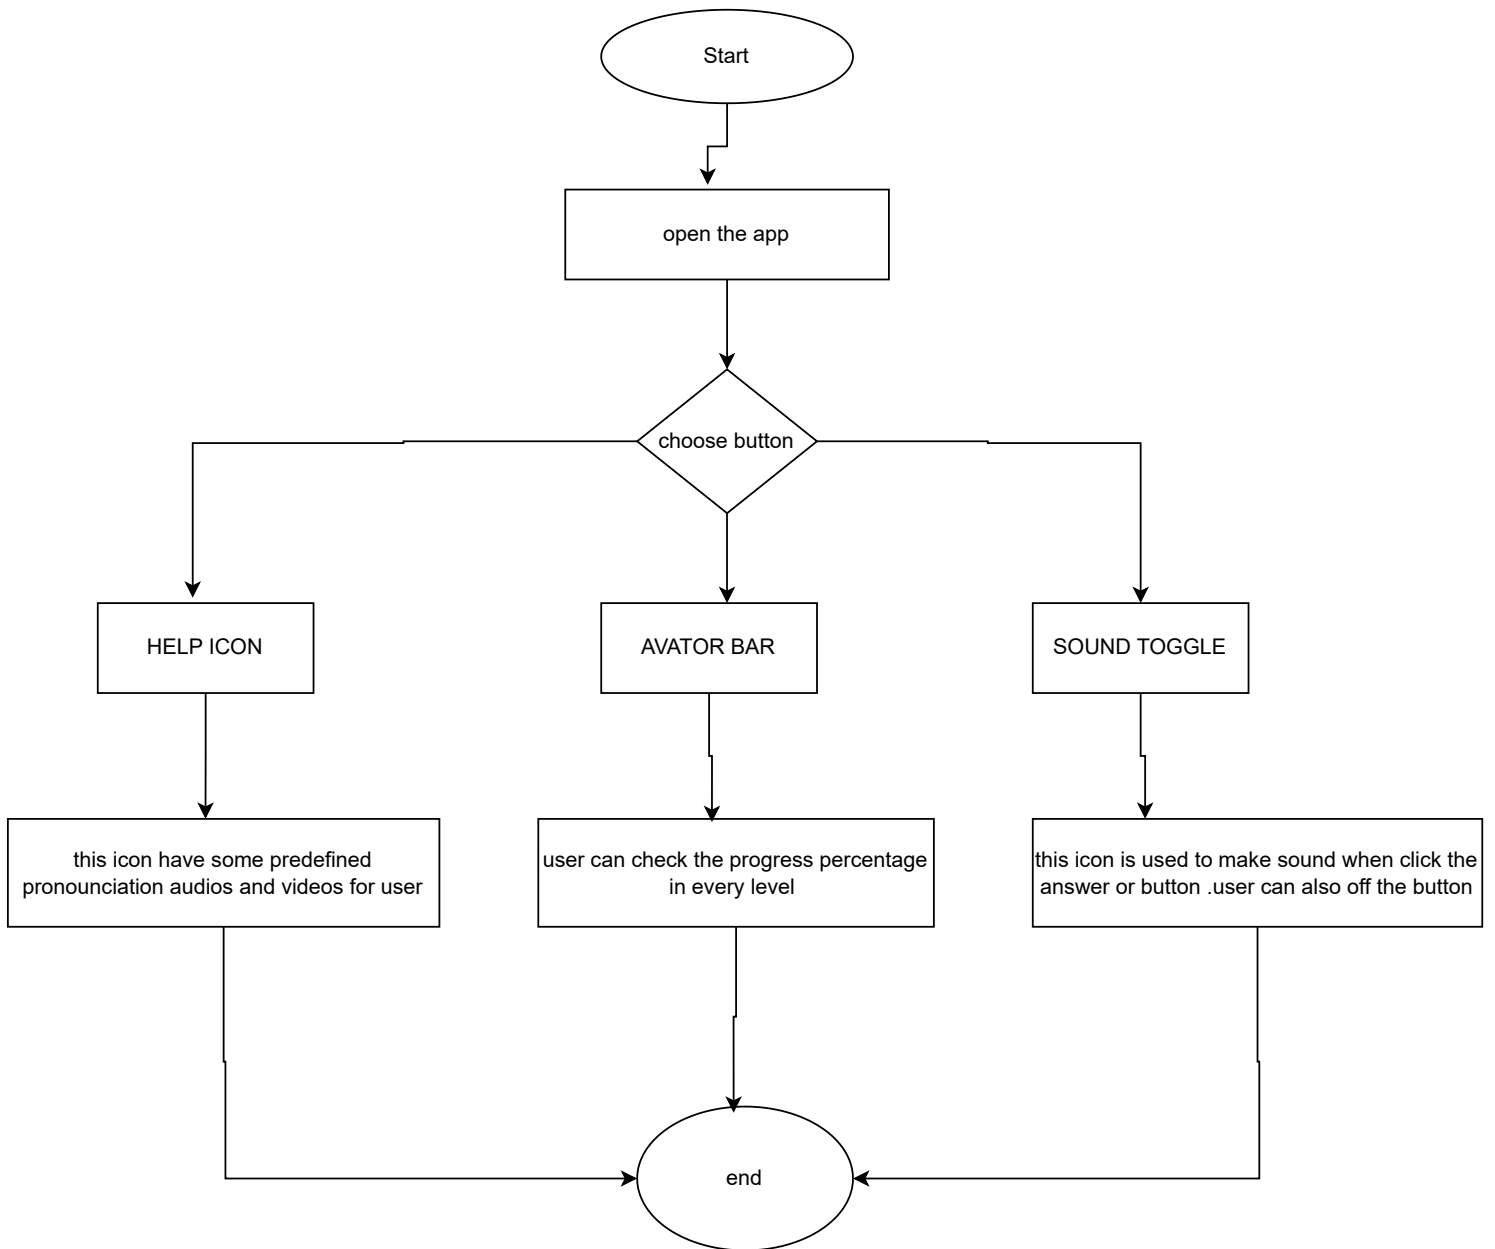 Start
open the app
choose button
HELP ICON
AVATOR BAR
SOUND TOGGLE
this icon have some predefined
pronounciation audios and videos for user
user can check the progress percentage
in every level
this icon is used to make sound when click the
answer or button .user can also off the button
end